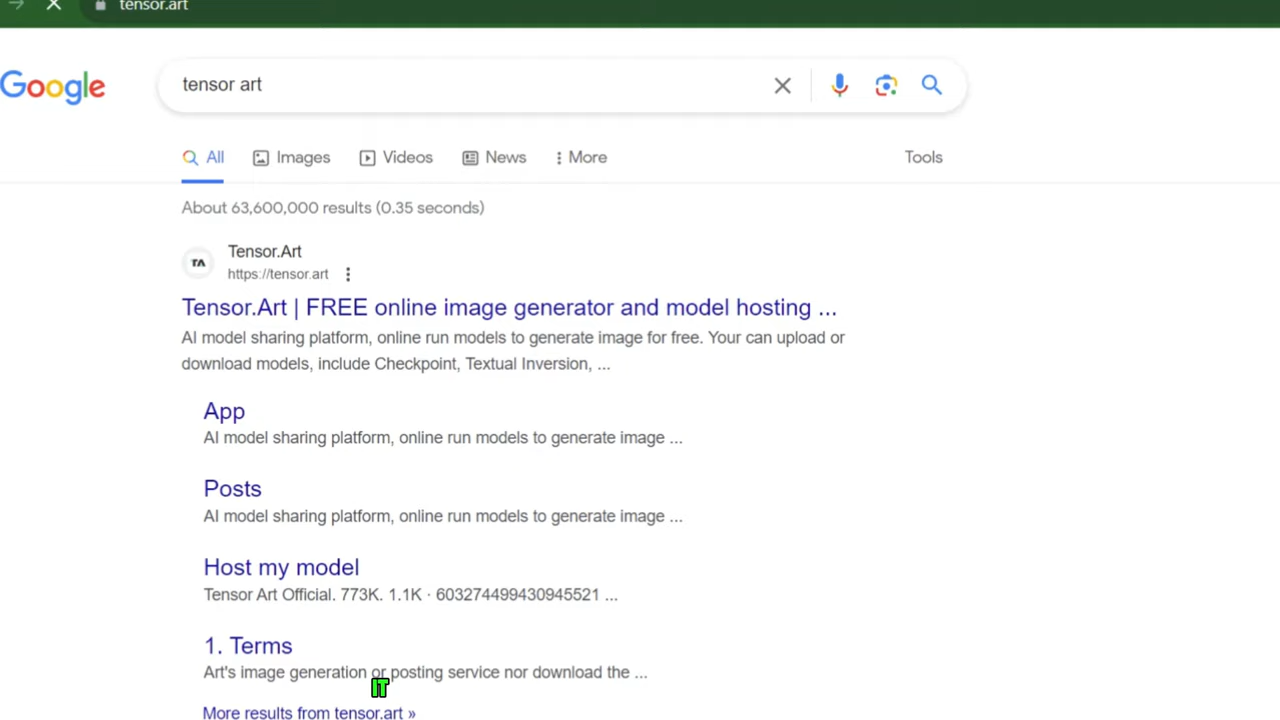 tensor.art
Google
tensor art
All Images Videos News More Tools
About 63,600,000 results (0.35 seconds)
TA
Tensor.Art
https://tensor.art
Tensor.Art | FREE online image generator and model hosting ...
AI model sharing platform, online run models to generate image for free. Your can upload or
download models, include Checkpoint, Textual Inversion, ...
App
AI model sharing platform, online run models to generate image ...
Posts
AI model sharing platform, online run models to generate image ...
Host my model
Tensor Art Official. 773K. 1.1K · 603274499430945521 ...
1. Terms
Art's image generation or posting service nor download the ...
IT
More results from tensor.art »